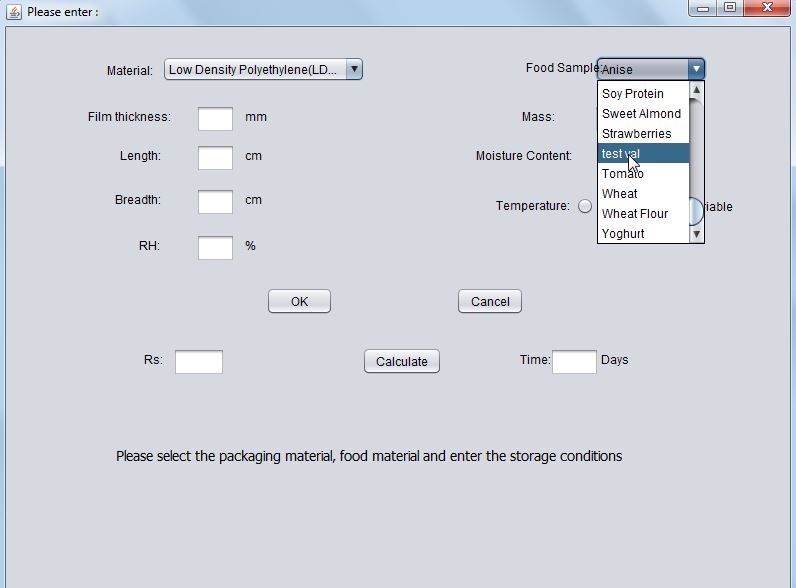 Please enter :
Material: Low Density Polyethylene(LD... Food Sample: Anise
Soy Protein
Sweet Almond
Strawberries
test val
Tomato
Wheat
Wheat Flour
Yoghurt
Film thickness: mm Mass:
Length: cm Moisture Content:
Breadth: cm Temperature: riable
RH: %
OK Cancel
Rs: Calculate Time: Days
Please select the packaging material, food material and enter the storage conditions